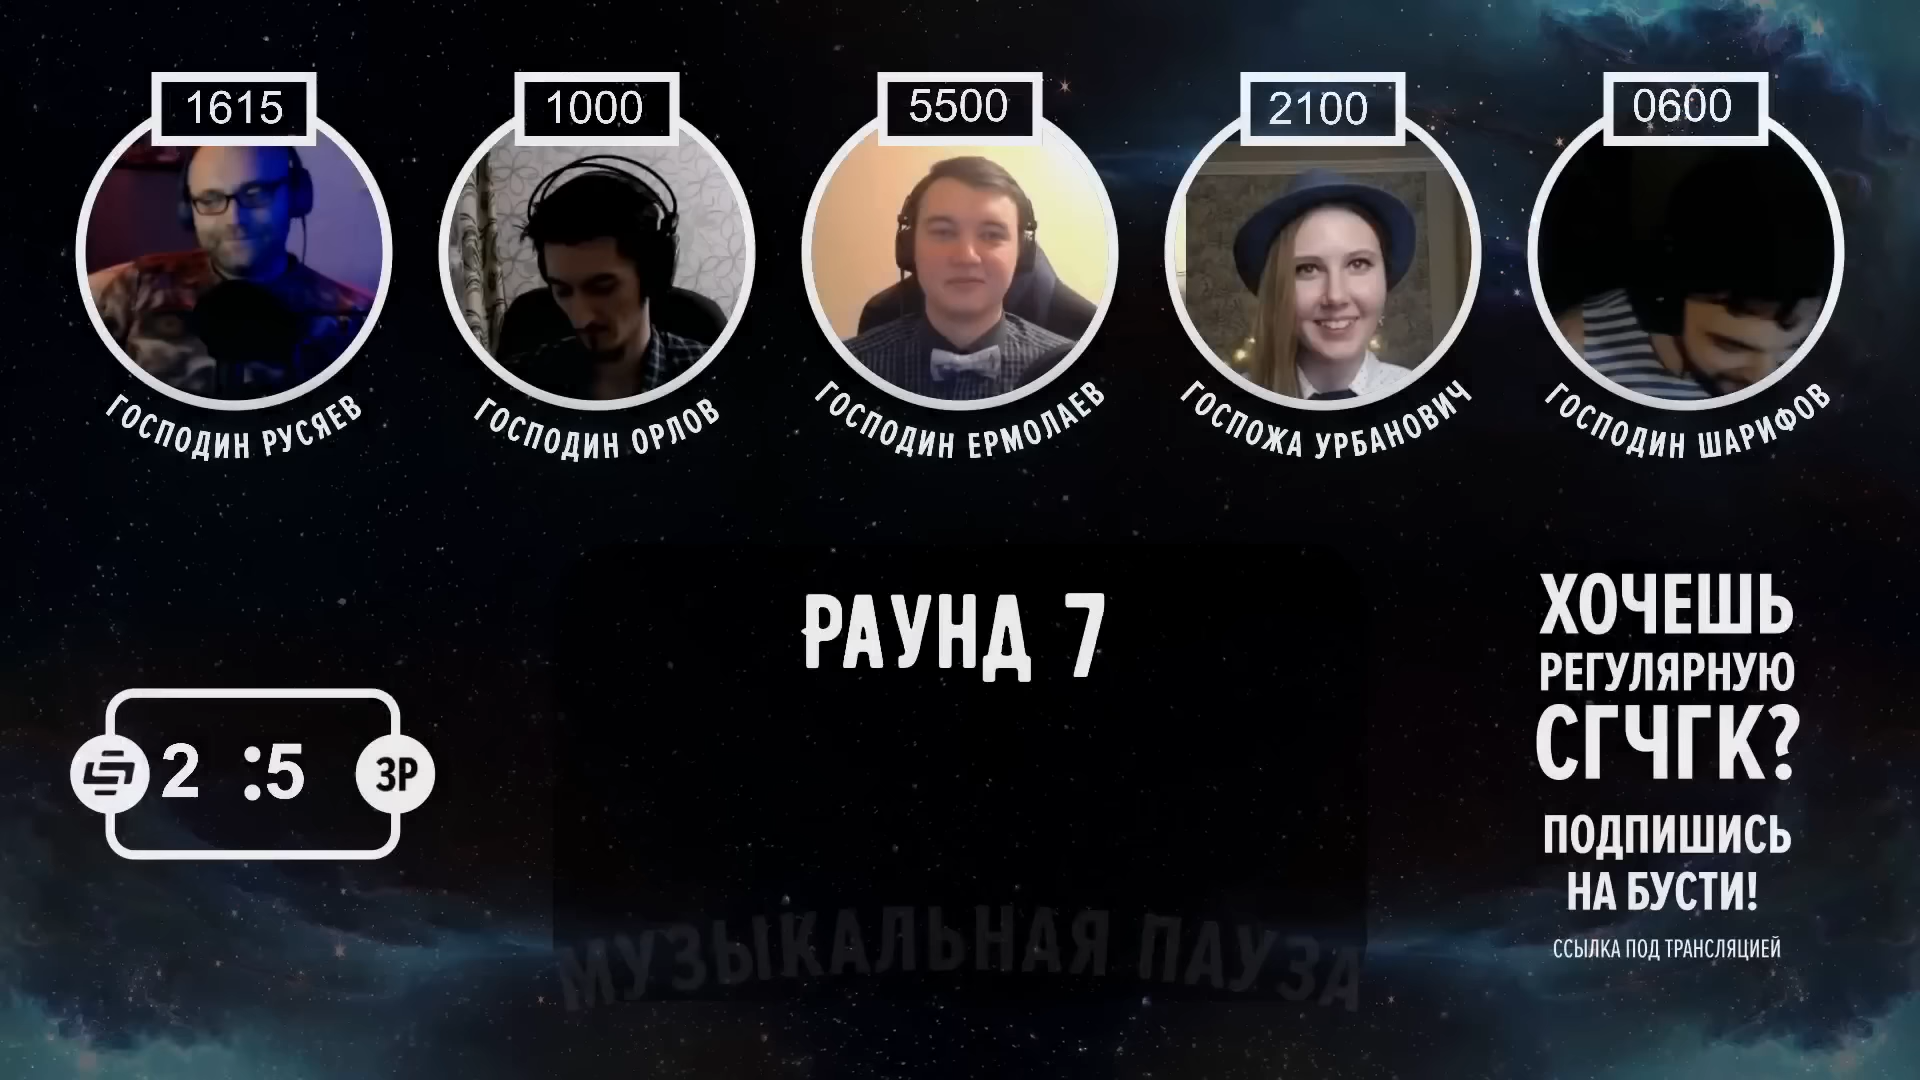 1615
1000
5500
2100
0600
ГОСПОДИН РУСЯЕВ
ГОСПОДИН ОРЛОВ
ГОСПОДИН ЕРМОЛАЕВ
ГОСПОЖА УРБАНОВИЧ
ГОСПОДИН ШАРИФОВ
РАУНД 7
2 :5 ЗР
ХОЧЕШЬ
РЕГУЛЯРНУЮ
СГЧГК?
ПОДПИШИСЬ
НА БУСТИ!
ССЫЛКА ПОД ТРАНСЛЯЦИЕЙ
МУЗЫКАЛЬНАЯ ПАУЗА